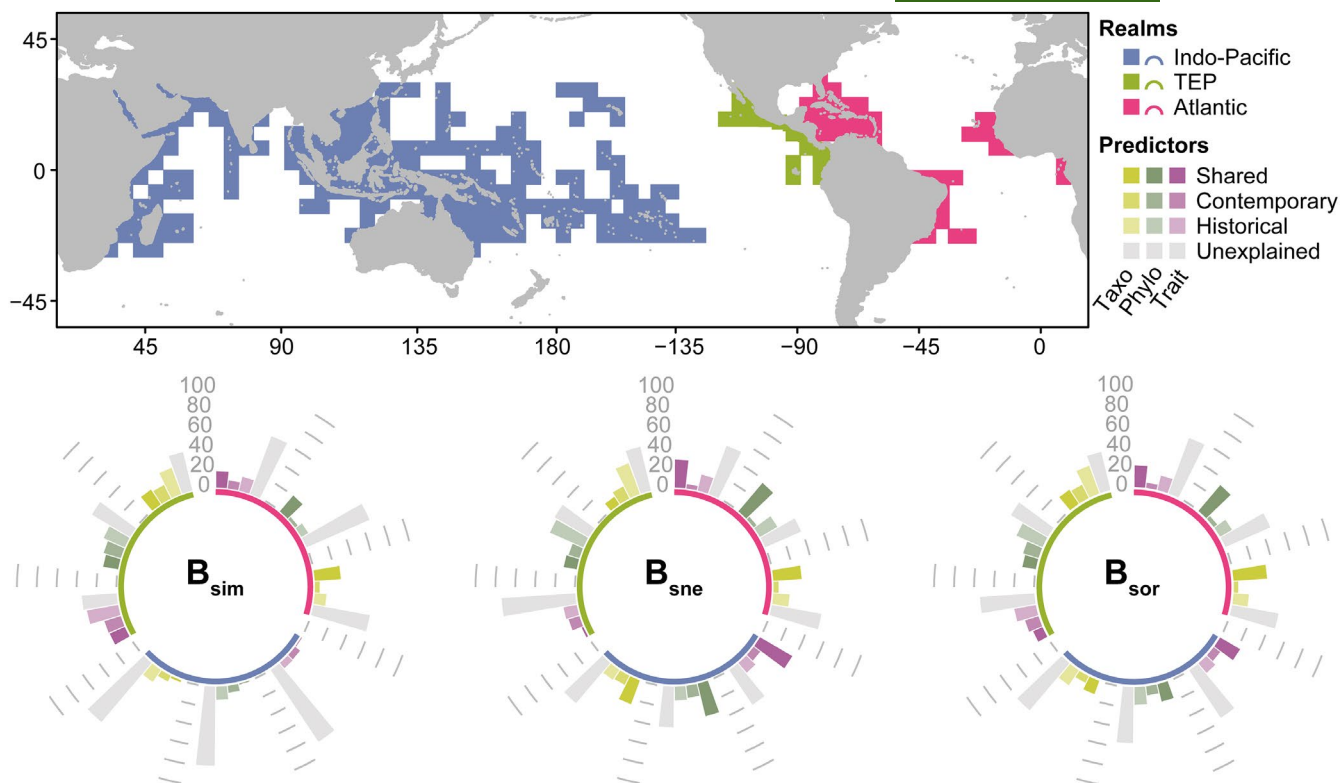 45
0
−45
45
90
135
180
−135
−90
−45
0
Realms
Indo-Pacific
TEP
Atlantic
Predictors
Shared
Contemporary
Historical
Unexplained
Taxo
Phylo
Trait
100
80
60
40
20
0
Bsim
100
80
60
40
20
0
Bsne
100
80
60
40
20
0
Bsor